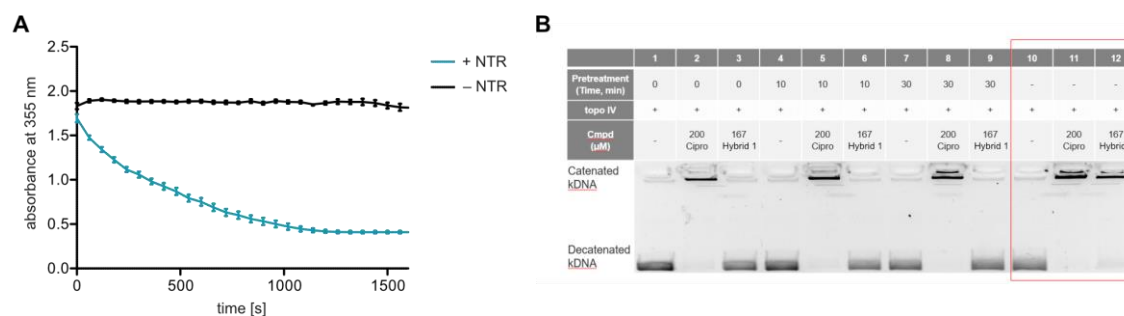 A
absorbance at 355 nm
2.5
2.0
1.5
1.0
0.5
0.0
0 500 1000 1500
time [s]
+ NTR
– NTR
B
1 2 3 4 5 6 7 8 9 10 11 12
Pretreatment (Time, min) 0 0 0 10 10 10 30 30 30 - - -
topo IV + + + + + + + + + + + +
Cmpd (µM) - 200 Cipro 167 Hybrid 1 - 200 Cipro 167 Hybrid 1 - 200 Cipro 167 Hybrid 1 - 200 Cipro 167 Hybrid
Catenated kDNA
Decatenated kDNA